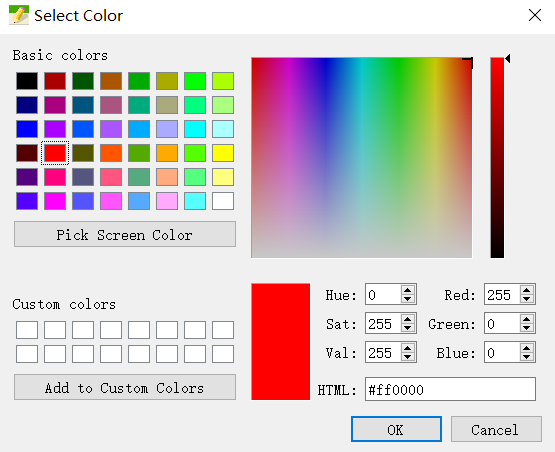 Select Color
Basic colors
Pick Screen Color
Custom colors
Add to Custom Colors
Hue: 0 Red: 255
Sat: 255 Green: 0
Val: 255 Blue: 0
HTML: #ff0000
OK Cancel